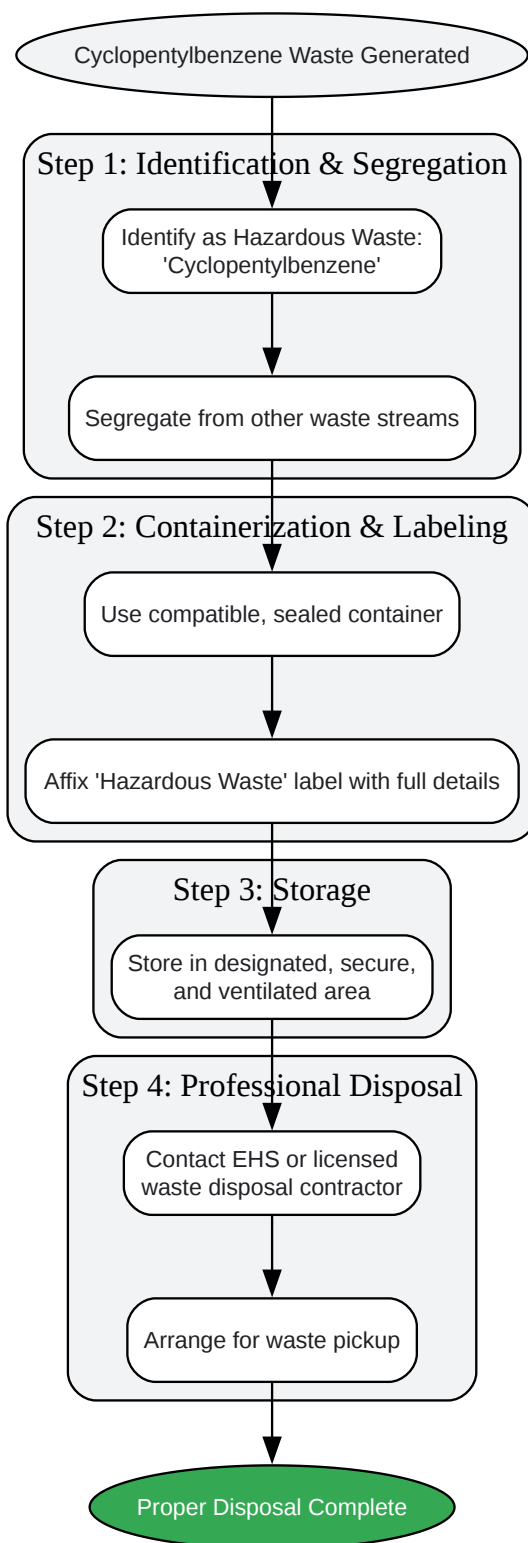 Cyclopentylbenzene Waste Generated
Step 1: Identification & Segregation
Identify as Hazardous Waste:
'Cyclopentylbenzene'
Segregate from other waste streams
Step 2: Containerization & Labeling
Use compatible, sealed container
Affix 'Hazardous Waste' label with full details
Step 3: Storage
Store in designated, secure,
and ventilated area
Step 4: Professional Disposal
Contact EHS or licensed
waste disposal contractor
Arrange for waste pickup
Proper Disposal Complete